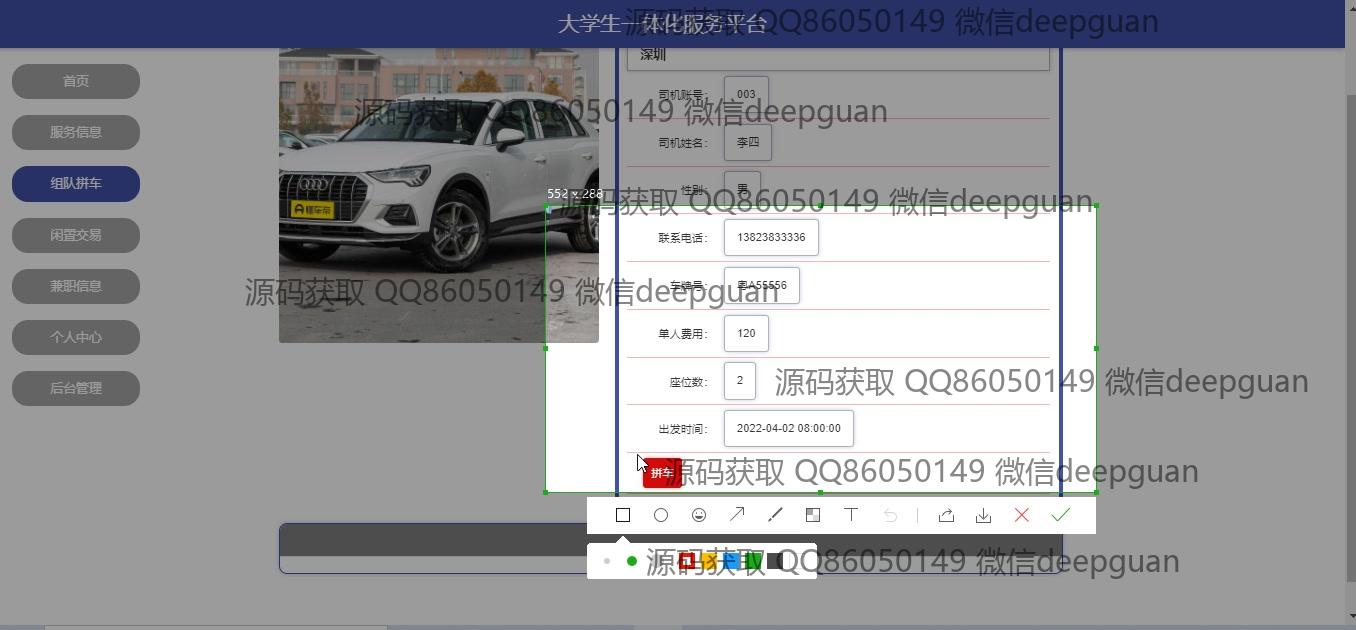 大学生一体化服务平台
源码获取 QQ86050149 微信deepguan
首页
服务信息
组队拼车
闲置交易
兼职信息
个人中心
后台管理
深圳
司机账号: 003
源码获取 QQ86050149 微信deepguan
司机姓名: 李四
性别: 男
552 x 288
源码获取 QQ86050149 微信deepguan
懂车帝
联系电话: 13823833336
车牌号: 粤A55556
源码获取 QQ86050149 微信deepguan
单人费用: 120
座位数: 2
源码获取 QQ86050149 微信deepguan
出发时间: 2022-04-02 08:00:00
拼车
源码获取 QQ86050149 微信deepguan
源码获取 QQ86050149 微信deepguan